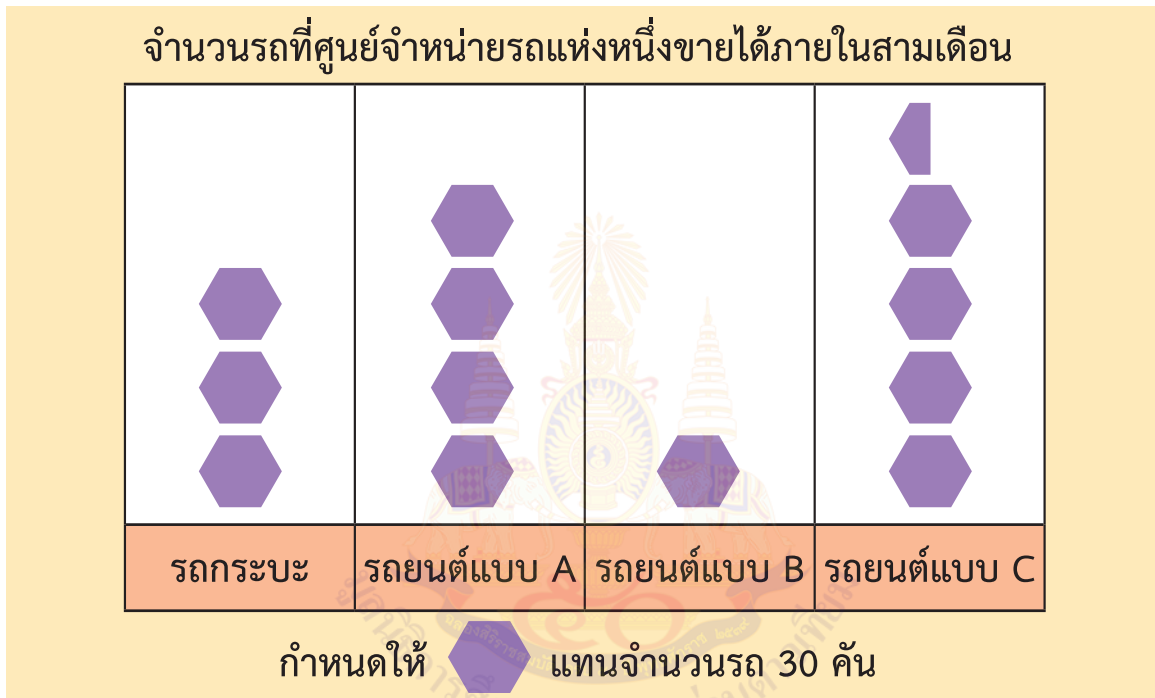 จำนวนรถที่ศูนย์จำหน่ายรถแห่งหนึ่งขายได้ภายในสามเดือน
รถกระบะ รถยนต์แบบ A รถยนต์แบบ B รถยนต์แบบ C
กำหนดให้ แทนจำนวนรถ 30 คัน